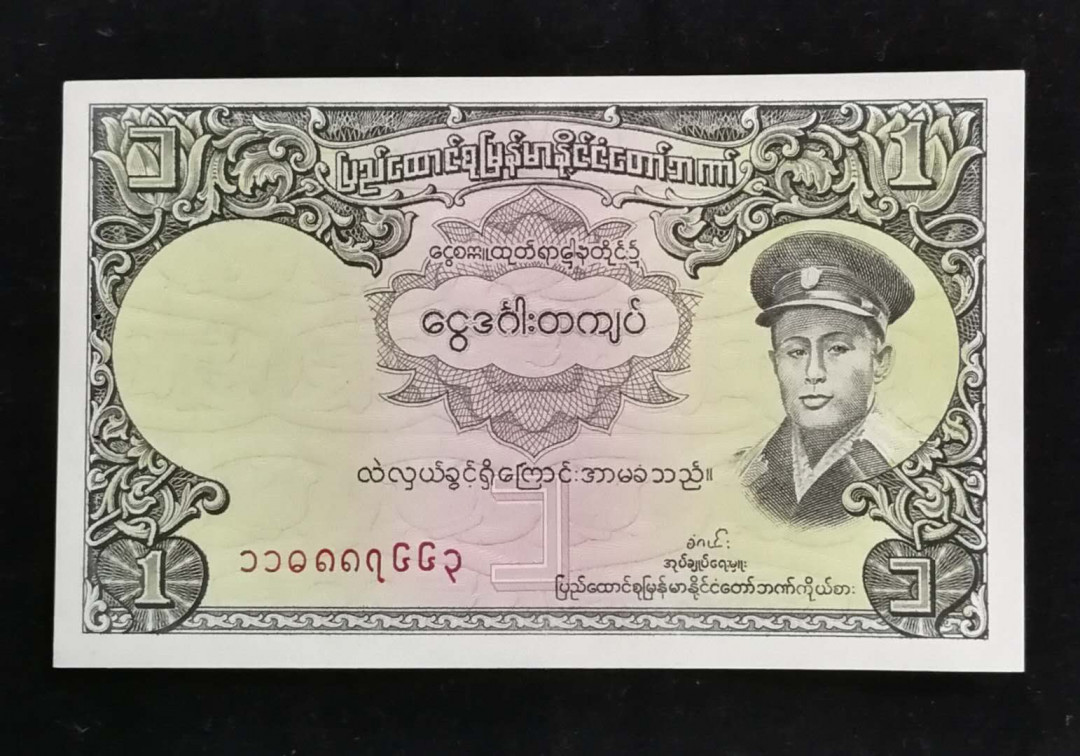 ၁
1
ပြည်ထောင်စုမြန်မာနိုင်ငံတော်ဘဏ်
ငွေစက္ကူထုတ်ရာဌါနတိုင်း၌
ငွေဒင်္ဂါးတကျပ်
လဲလှယ်ခွင့်ရှိကြောင်းအာမခံသည်။
၁
၁၁ဓ၈၈၇၆၆၃
အုပ်ချုပ်ရေးမှူး
ပြည်ထောင်စုမြန်မာနိုင်ငံတော်ဘဏ်ကိုယ်စား
1
၁